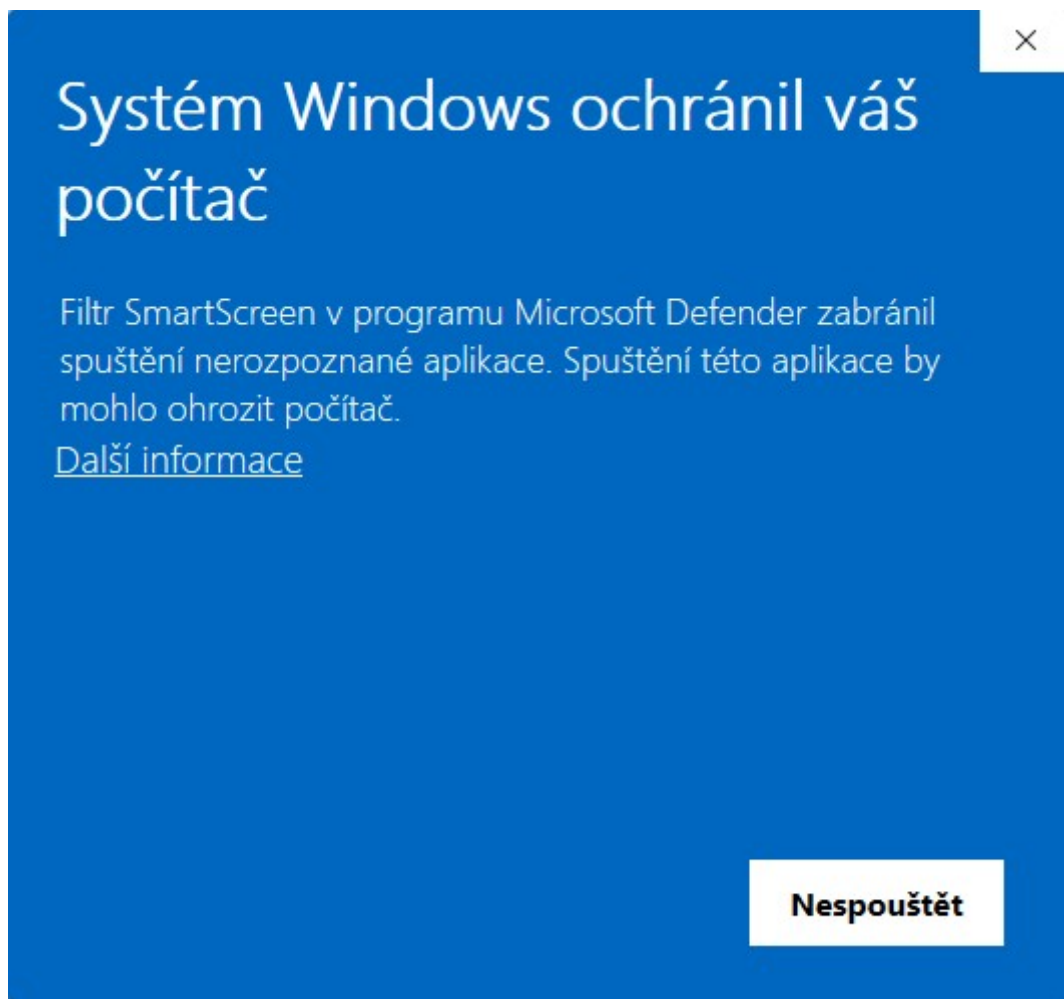 Systém Windows ochránil váš
počítač
Filtr SmartScreen v programu Microsoft Defender zabránil
spuštění nerozpoznané aplikace. Spuštění této aplikace by
mohlo ohrozit počítač.
Další informace
Nespouštět